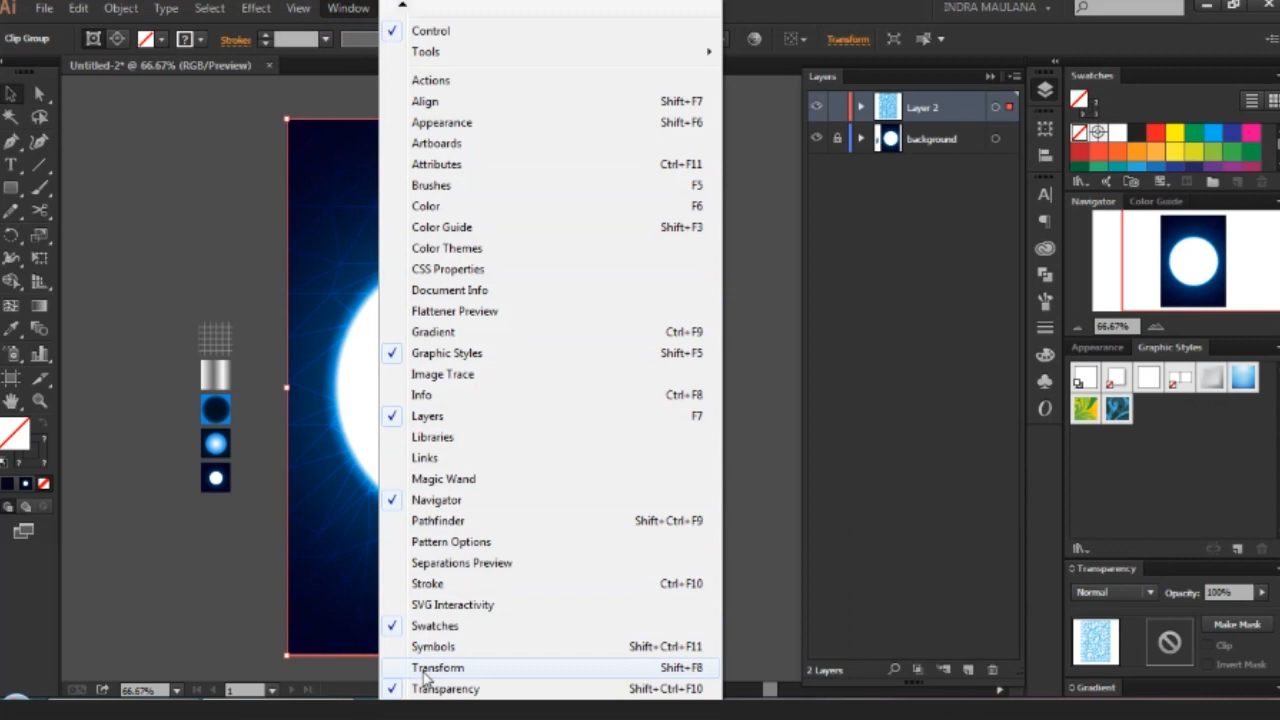 Ai File Edit Object Type Select Effect View Window INDRA MAULANA
Clip Group Stroke: Transform
Untitled-2* @ 66.67% (RGB/Preview) ×
Control
Tools
Actions
Align Shift+F7
Appearance Shift+F6
Artboards
Attributes Ctrl+F11
Brushes F5
Color F6
Color Guide Shift+F3
Color Themes
CSS Properties
Document Info
Flattener Preview
Gradient Ctrl+F9
Graphic Styles Shift+F5
Image Trace
Info Ctrl+F8
Layers F7
Libraries
Links
Magic Wand
Navigator
Pathfinder Shift+Ctrl+F9
Pattern Options
Separations Preview
Stroke Ctrl+F10
SVG Interactivity
Swatches
Symbols Shift+Ctrl+F11
Transform Shift+F8
Transparency Shift+Ctrl+F10
66.67% 1
Layers
Layer 2
background
2 Layers
Swatches
Navigator Color Guide
66.67%
Appearance Graphic Styles
Transparency
Normal Opacity: 100%
Make Mask
Clip
Invert Mask
Gradient